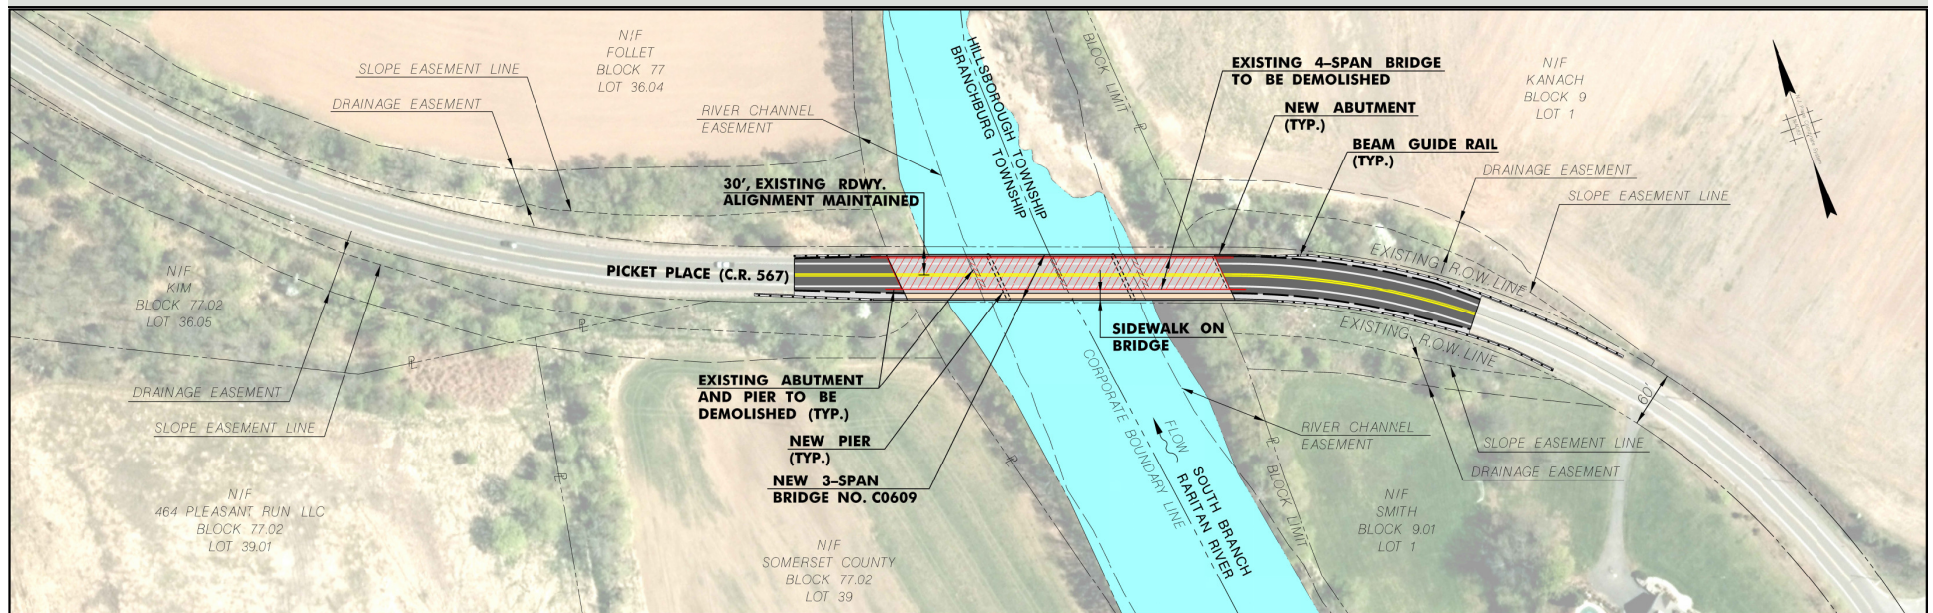 N/F
FOLLET
BLOCK 77
LOT 36.04
SLOPE EASEMENT LINE
DRAINAGE EASEMENT
RIVER CHANNEL
EASEMENT
HILLSBOROUGH TOWNSHIP
BRANCHBURG TOWNSHIP
BLOCK LIMIT
PL
EXISTING 4-SPAN BRIDGE
TO BE DEMOLISHED
NEW ABUTMENT
(TYP.)
BEAM GUIDE RAIL
(TYP.)
N/F
KANACH
BLOCK 9
LOT 1
DRAINAGE EASEMENT
SLOPE EASEMENT LINE
30', EXISTING RDWY.
ALIGNMENT MAINTAINED
PICKET PLACE (C.R. 567)
EXISTING R.O.W. LINE
EXISTING R.O.W. LINE
N/F
KIM
BLOCK 77.02
LOT 36.05
PL
PL
SIDEWALK ON
BRIDGE
DRAINAGE EASEMENT
SLOPE EASEMENT LINE
EXISTING ABUTMENT
AND PIER TO BE
DEMOLISHED (TYP.)
NEW PIER
(TYP.)
NEW 3-SPAN
BRIDGE NO. C0609
CORPORATE BOUNDARY LINE
FLOW
SOUTH BRANCH
RARITAN RIVER
RIVER CHANNEL
EASEMENT
60'
SLOPE EASEMENT LINE
DRAINAGE EASEMENT
PL
PL
PL
BLOCK LIMIT
N/F
464 PLEASANT RUN LLC
BLOCK 77.02
LOT 39.01
N/F
SOMERSET COUNTY
BLOCK 77.02
LOT 39
N/F
SMITH
BLOCK 9.01
LOT 1